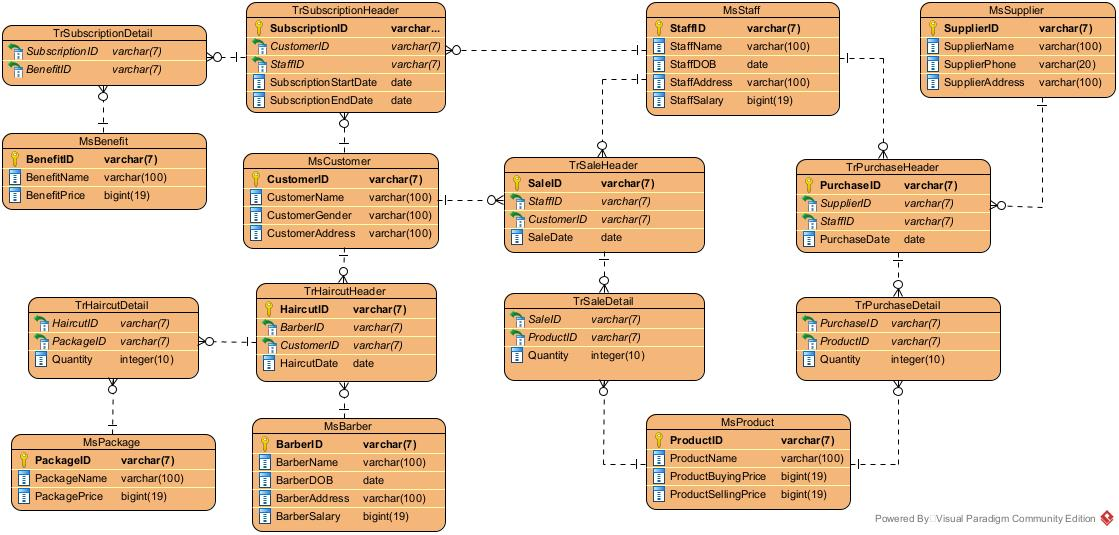 TrSubscriptionDetail
SubscriptionID varchar(7)
BenefitID varchar(7)
TrSubscriptionHeader
SubscriptionID varchar...
CustomerID varchar(7)
StaffID varchar(7)
SubscriptionStartDate date
SubscriptionEndDate date
MsStaff
StaffID varchar(7)
StaffName varchar(100)
StaffDOB date
StaffAddress varchar(100)
StaffSalary bigint(19)
MsSupplier
SupplierID varchar(7)
SupplierName varchar(100)
SupplierPhone varchar(20)
SupplierAddress varchar(100)
MsBenefit
BenefitID varchar(7)
BenefitName varchar(100)
BenefitPrice bigint(19)
MsCustomer
CustomerID varchar(7)
CustomerName varchar(100)
CustomerGender varchar(100)
CustomerAddress varchar(100)
TrSaleHeader
SaleID varchar(7)
StaffID varchar(7)
CustomerID varchar(7)
SaleDate date
TrPurchaseHeader
PurchaseID varchar(7)
SupplierID varchar(7)
StaffID varchar(7)
PurchaseDate date
TrHaircutDetail
HaircutID varchar(7)
PackageID varchar(7)
Quantity integer(10)
TrHaircutHeader
HaircutID varchar(7)
BarberID varchar(7)
CustomerID varchar(7)
HaircutDate date
TrSaleDetail
SaleID varchar(7)
ProductID varchar(7)
Quantity integer(10)
TrPurchaseDetail
PurchaseID varchar(7)
ProductID varchar(7)
Quantity integer(10)
MsPackage
PackageID varchar(7)
PackageName varchar(100)
PackagePrice bigint(19)
MsBarber
BarberID varchar(7)
BarberName varchar(100)
BarberDOB date
BarberAddress varchar(100)
BarberSalary bigint(19)
MsProduct
ProductID varchar(7)
ProductName varchar(100)
ProductBuyingPrice bigint(19)
ProductSellingPrice bigint(19)
Powered By Visual Paradigm Community Edition